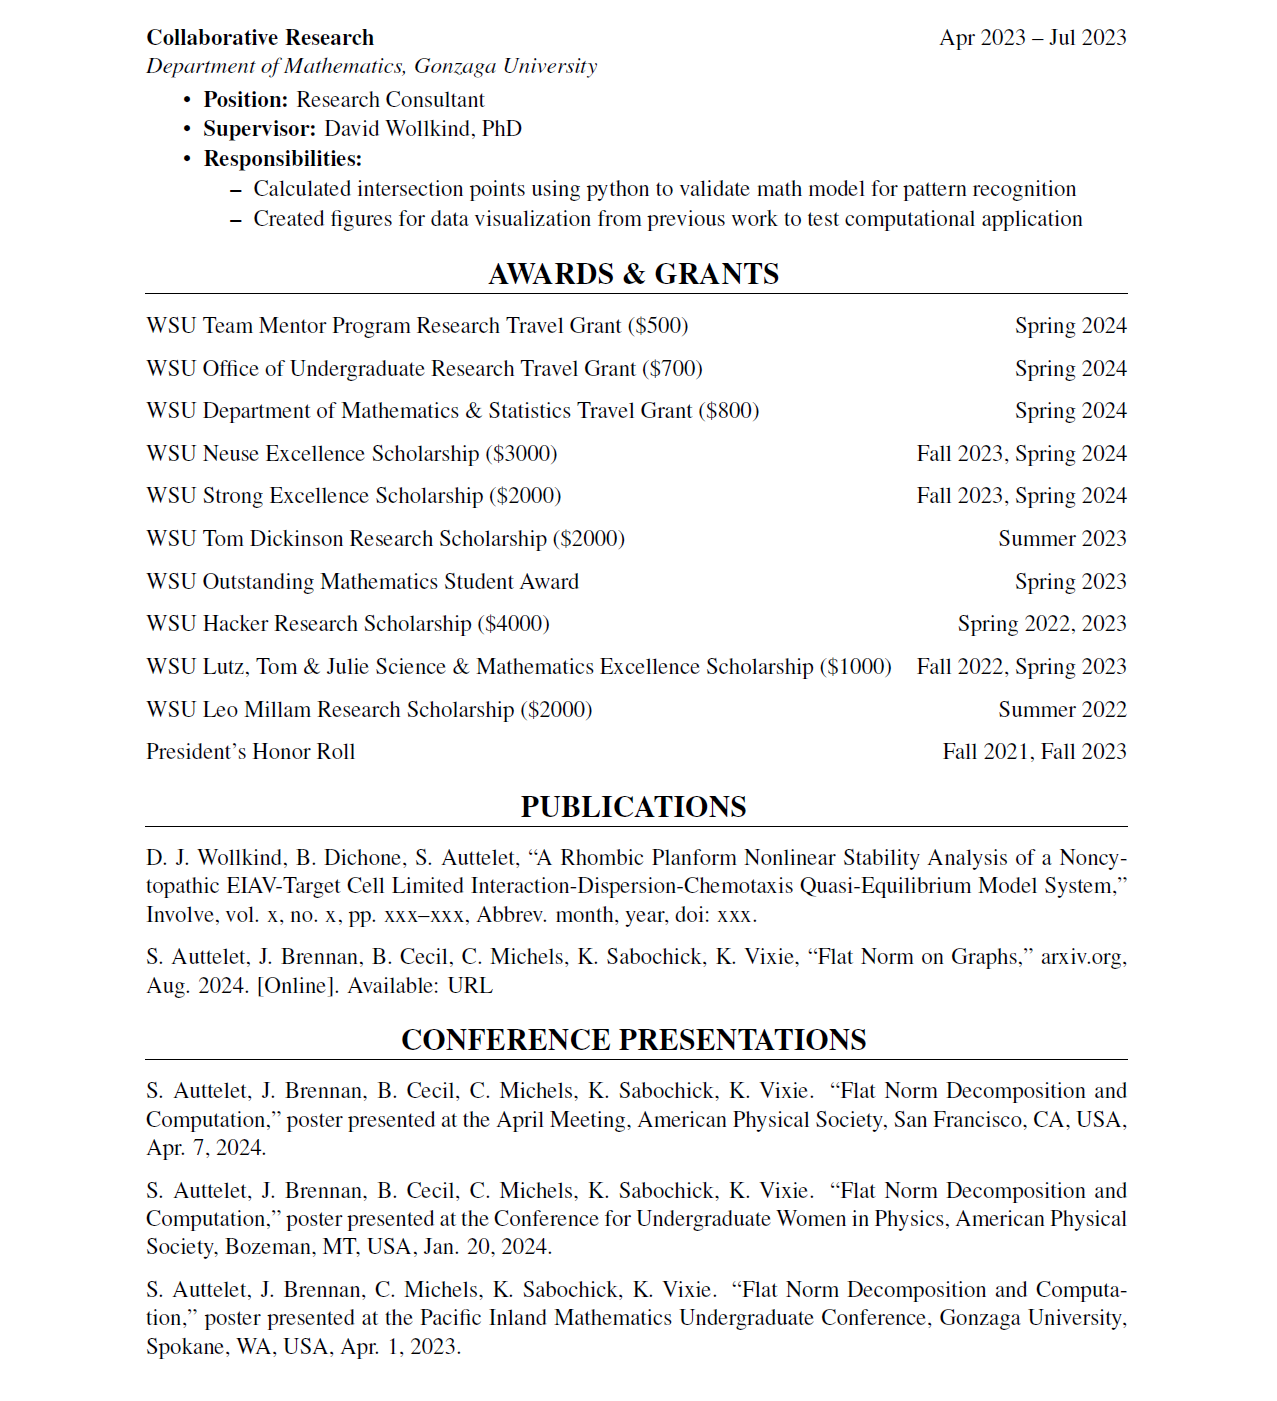 Collaborative Research Apr 2023 – Jul 2023
Department of Mathematics, Gonzaga University
• Position: Research Consultant
• Supervisor: David Wollkind, PhD
• Responsibilities:
– Calculated intersection points using python to validate math model for pattern recognition
– Created figures for data visualization from previous work to test computational application
AWARDS & GRANTS
WSU Team Mentor Program Research Travel Grant ($500) Spring 2024
WSU Office of Undergraduate Research Travel Grant ($700) Spring 2024
WSU Department of Mathematics & Statistics Travel Grant ($800) Spring 2024
WSU Neuse Excellence Scholarship ($3000) Fall 2023, Spring 2024
WSU Strong Excellence Scholarship ($2000) Fall 2023, Spring 2024
WSU Tom Dickinson Research Scholarship ($2000) Summer 2023
WSU Outstanding Mathematics Student Award Spring 2023
WSU Hacker Research Scholarship ($4000) Spring 2022, 2023
WSU Lutz, Tom & Julie Science & Mathematics Excellence Scholarship ($1000) Fall 2022, Spring 2023
WSU Leo Millam Research Scholarship ($2000) Summer 2022
President’s Honor Roll Fall 2021, Fall 2023
PUBLICATIONS
D. J. Wollkind, B. Dichone, S. Auttelet, “A Rhombic Planform Nonlinear Stability Analysis of a Noncy-
topathic EIAV-Target Cell Limited Interaction-Dispersion-Chemotaxis Quasi-Equilibrium Model System,”
Involve, vol. x, no. x, pp. xxx–xxx, Abbrev. month, year, doi: xxx.
S. Auttelet, J. Brennan, B. Cecil, C. Michels, K. Sabochick, K. Vixie, “Flat Norm on Graphs,” arxiv.org,
Aug. 2024. [Online]. Available: URL
CONFERENCE PRESENTATIONS
S. Auttelet, J. Brennan, B. Cecil, C. Michels, K. Sabochick, K. Vixie. “Flat Norm Decomposition and
Computation,” poster presented at the April Meeting, American Physical Society, San Francisco, CA, USA,
Apr. 7, 2024.
S. Auttelet, J. Brennan, B. Cecil, C. Michels, K. Sabochick, K. Vixie. “Flat Norm Decomposition and
Computation,” poster presented at the Conference for Undergraduate Women in Physics, American Physical
Society, Bozeman, MT, USA, Jan. 20, 2024.
S. Auttelet, J. Brennan, C. Michels, K. Sabochick, K. Vixie. “Flat Norm Decomposition and Computa-
tion,” poster presented at the Pacific Inland Mathematics Undergraduate Conference, Gonzaga University,
Spokane, WA, USA, Apr. 1, 2023.